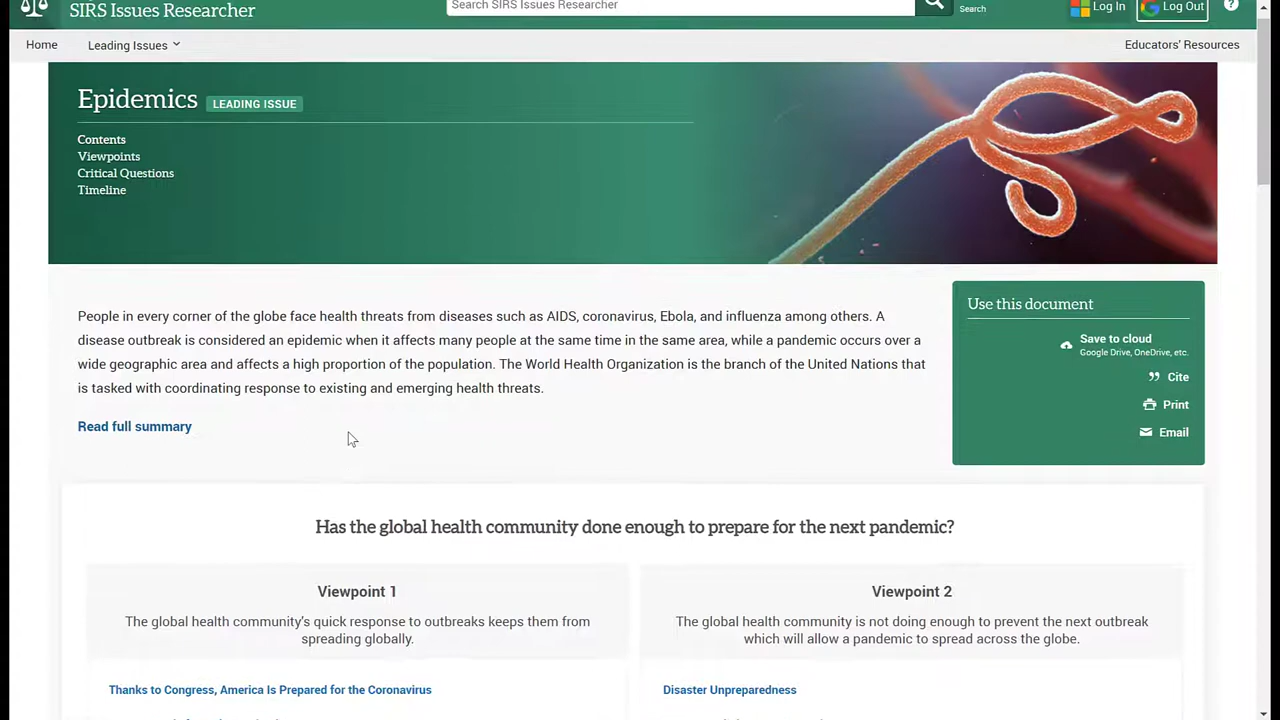 SIRS Issues Researcher
Search SIRS Issues Researcher
Search
Log In
Log Out
?
Home
Leading Issues
Educators' Resources
Epidemics
LEADING ISSUE
Contents
Viewpoints
Critical Questions
Timeline
People in every corner of the globe face health threats from diseases such as AIDS, coronavirus, Ebola, and influenza among others. A
disease outbreak is considered an epidemic when it affects many people at the same time in the same area, while a pandemic occurs over a
wide geographic area and affects a high proportion of the population. The World Health Organization is the branch of the United Nations that
is tasked with coordinating response to existing and emerging health threats.
Read full summary
Use this document
Save to cloud
Google Drive, OneDrive, etc.
Cite
Print
Email
Has the global health community done enough to prepare for the next pandemic?
Viewpoint 1
The global health community's quick response to outbreaks keeps them from
spreading globally.
Thanks to Congress, America Is Prepared for the Coronavirus
Viewpoint 2
The global health community is not doing enough to prevent the next outbreak
which will allow a pandemic to spread across the globe.
Disaster Unpreparedness